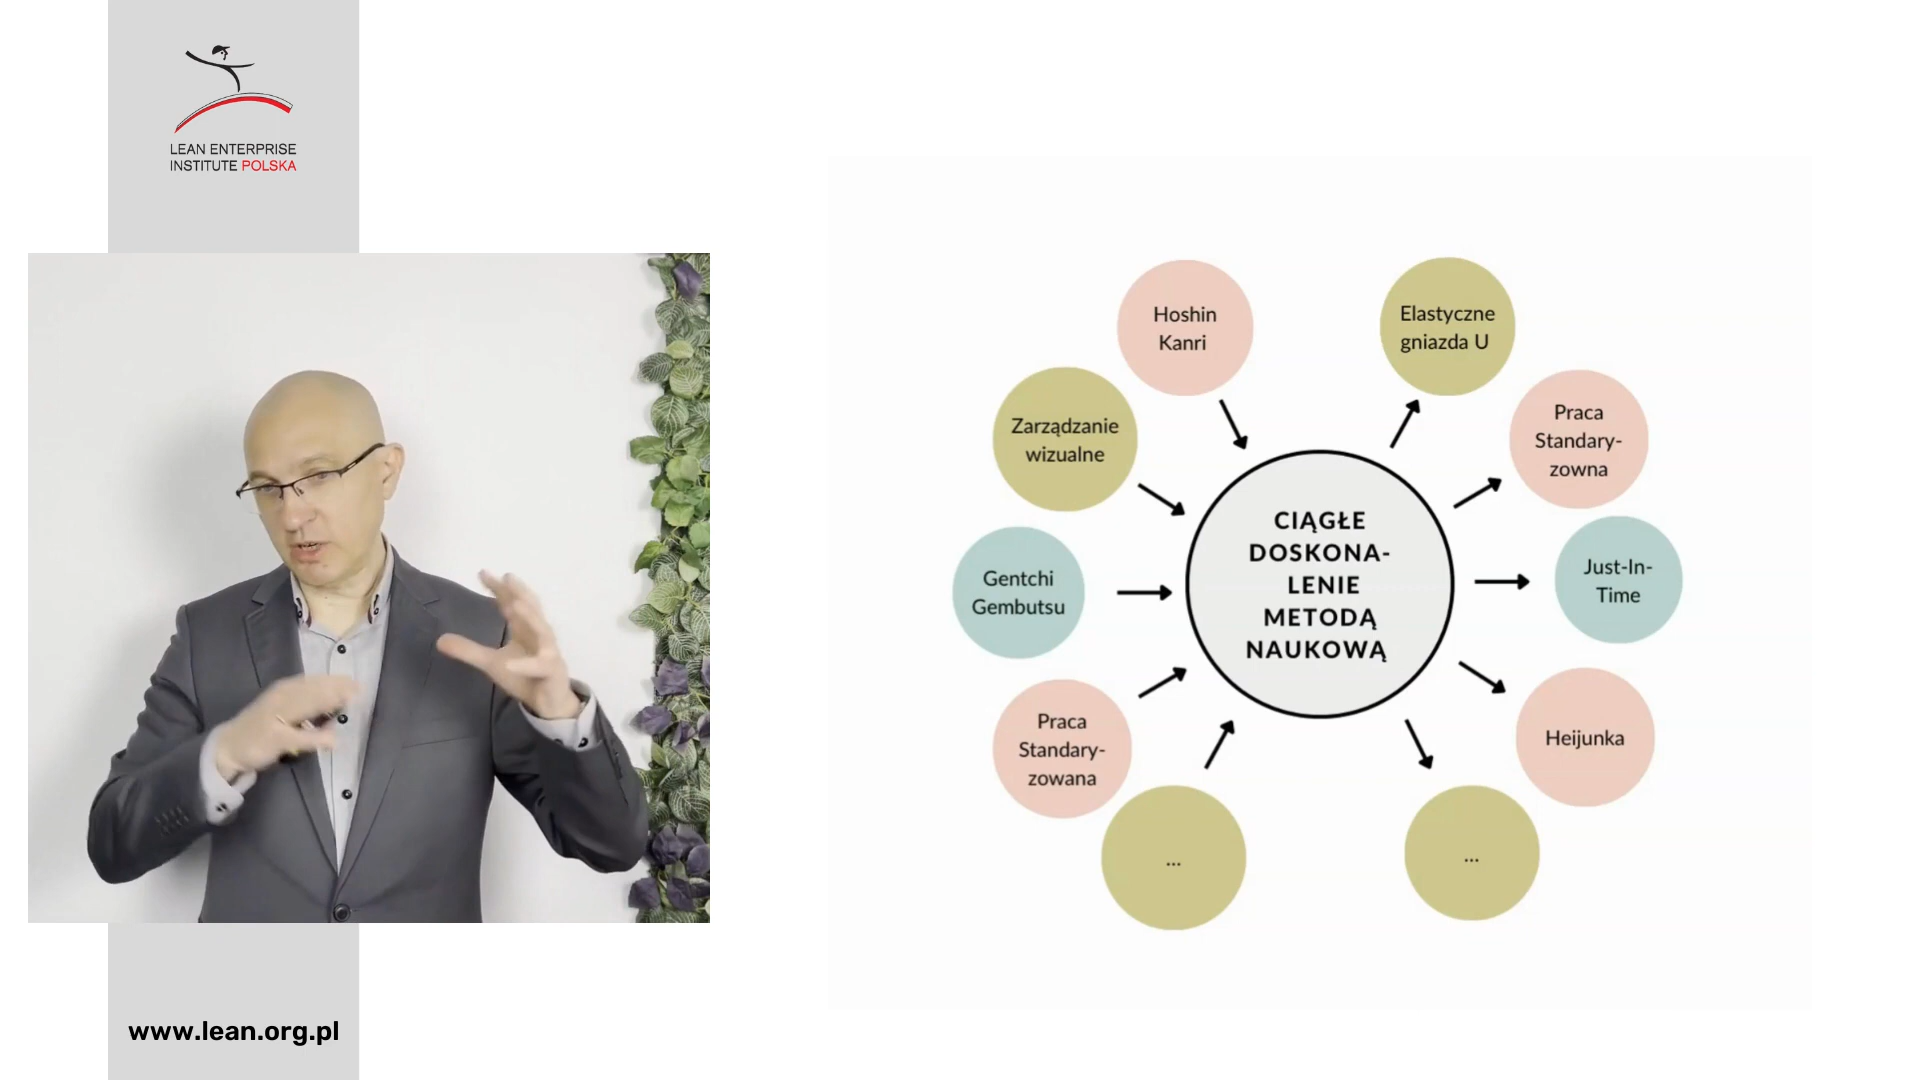 LEAN ENTERPRISE
INSTITUTE POLSKA
Hoshin
Kanri
Elastyczne
gniazda U
Zarządzanie
wizualne
Praca
Standary-
zowna
Gentchi
Gembutsu
CIĄGŁE
DOSKONA-
LENIE
METODĄ
NAUKOWĄ
Just-In-
Time
Praca
Standary-
zowana
Heijunka
...
...
www.lean.org.pl